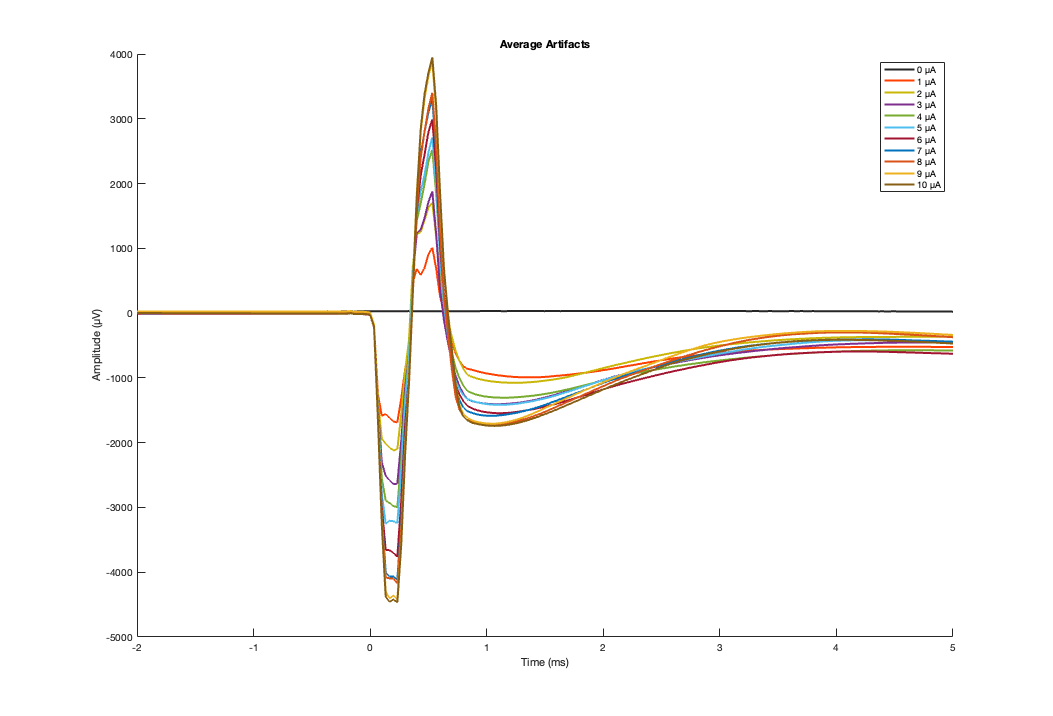 Average Artifacts
4000
3000
2000
1000
0
-1000
-2000
-3000
-4000
-5000
Amplitude (µV)
-2
-1
0
1
2
3
4
5
Time (ms)
0 µA
1 µA
2 µA
3 µA
4 µA
5 µA
6 µA
7 µA
8 µA
9 µA
10 µA